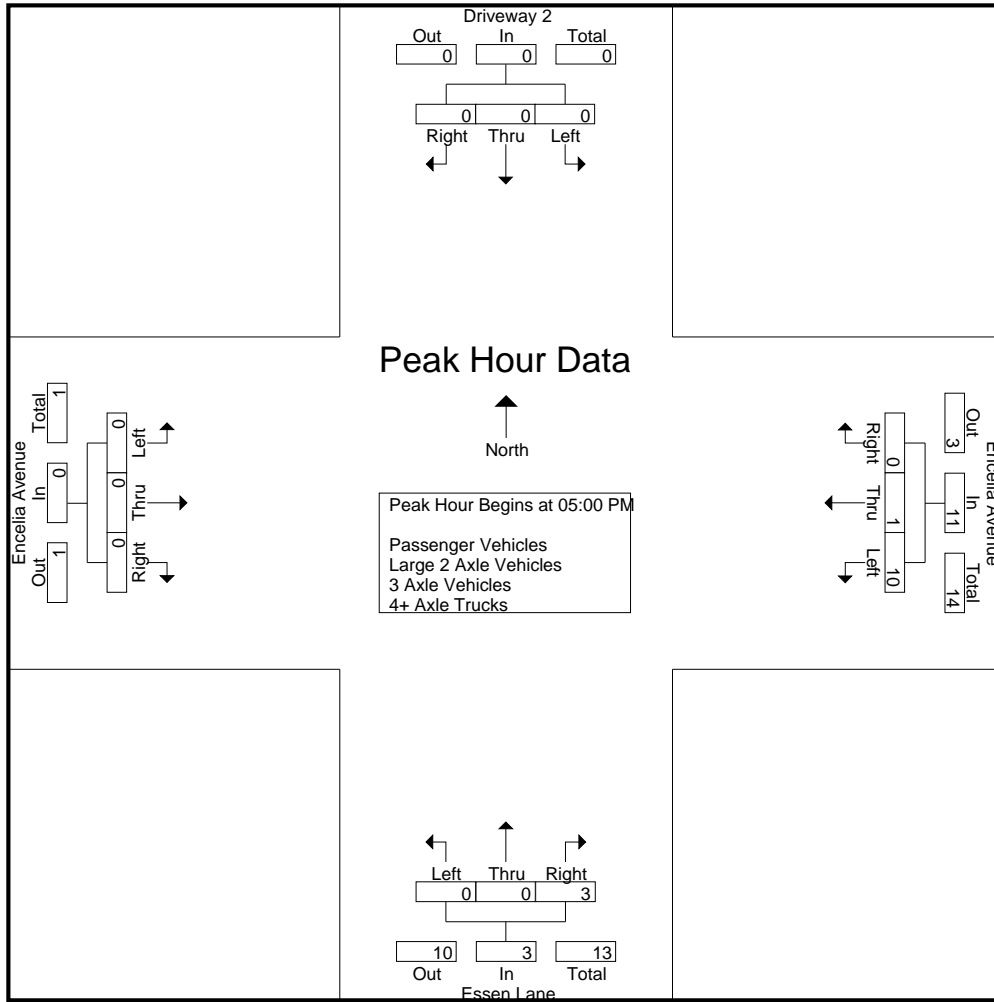 Driveway 2
Out In Total
0 0 0
0 0 0
Right Thru Left
Peak Hour Data
North
Peak Hour Begins at 05:00 PM
Passenger Vehicles
Large 2 Axle Vehicles
3 Axle Vehicles
4+ Axle Trucks
Encelia Avenue
Out In Total
1 0 1
0 0 0
Right Thru Left
Encelia Avenue
Out In Total
3 11 14
0 1 10
Right Thru Left
Left Thru Right
0 0 3
10 3 13
Out In Total
Essen Lane